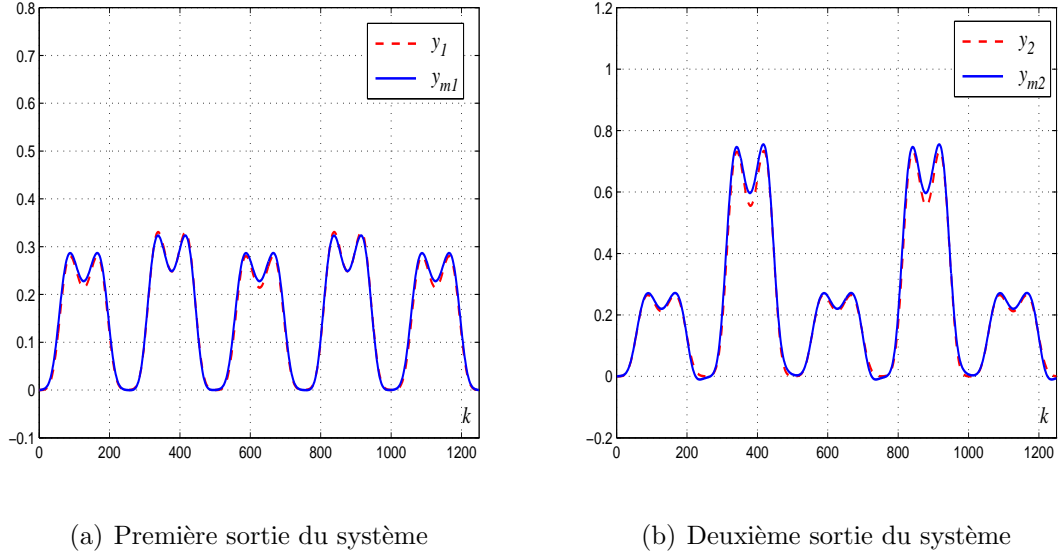 0.8
0.7
0.6
0.5
0.4
0.3
0.2
0.1
0
−0.1
0 200 400 600 800 1000 1200
y1
ym1
k
(a) Première sortie du système
1.2
1
0.8
0.6
0.4
0.2
0
−0.2
0 200 400 600 800 1000 1200
y2
ym2
k
(b) Deuxième sortie du système